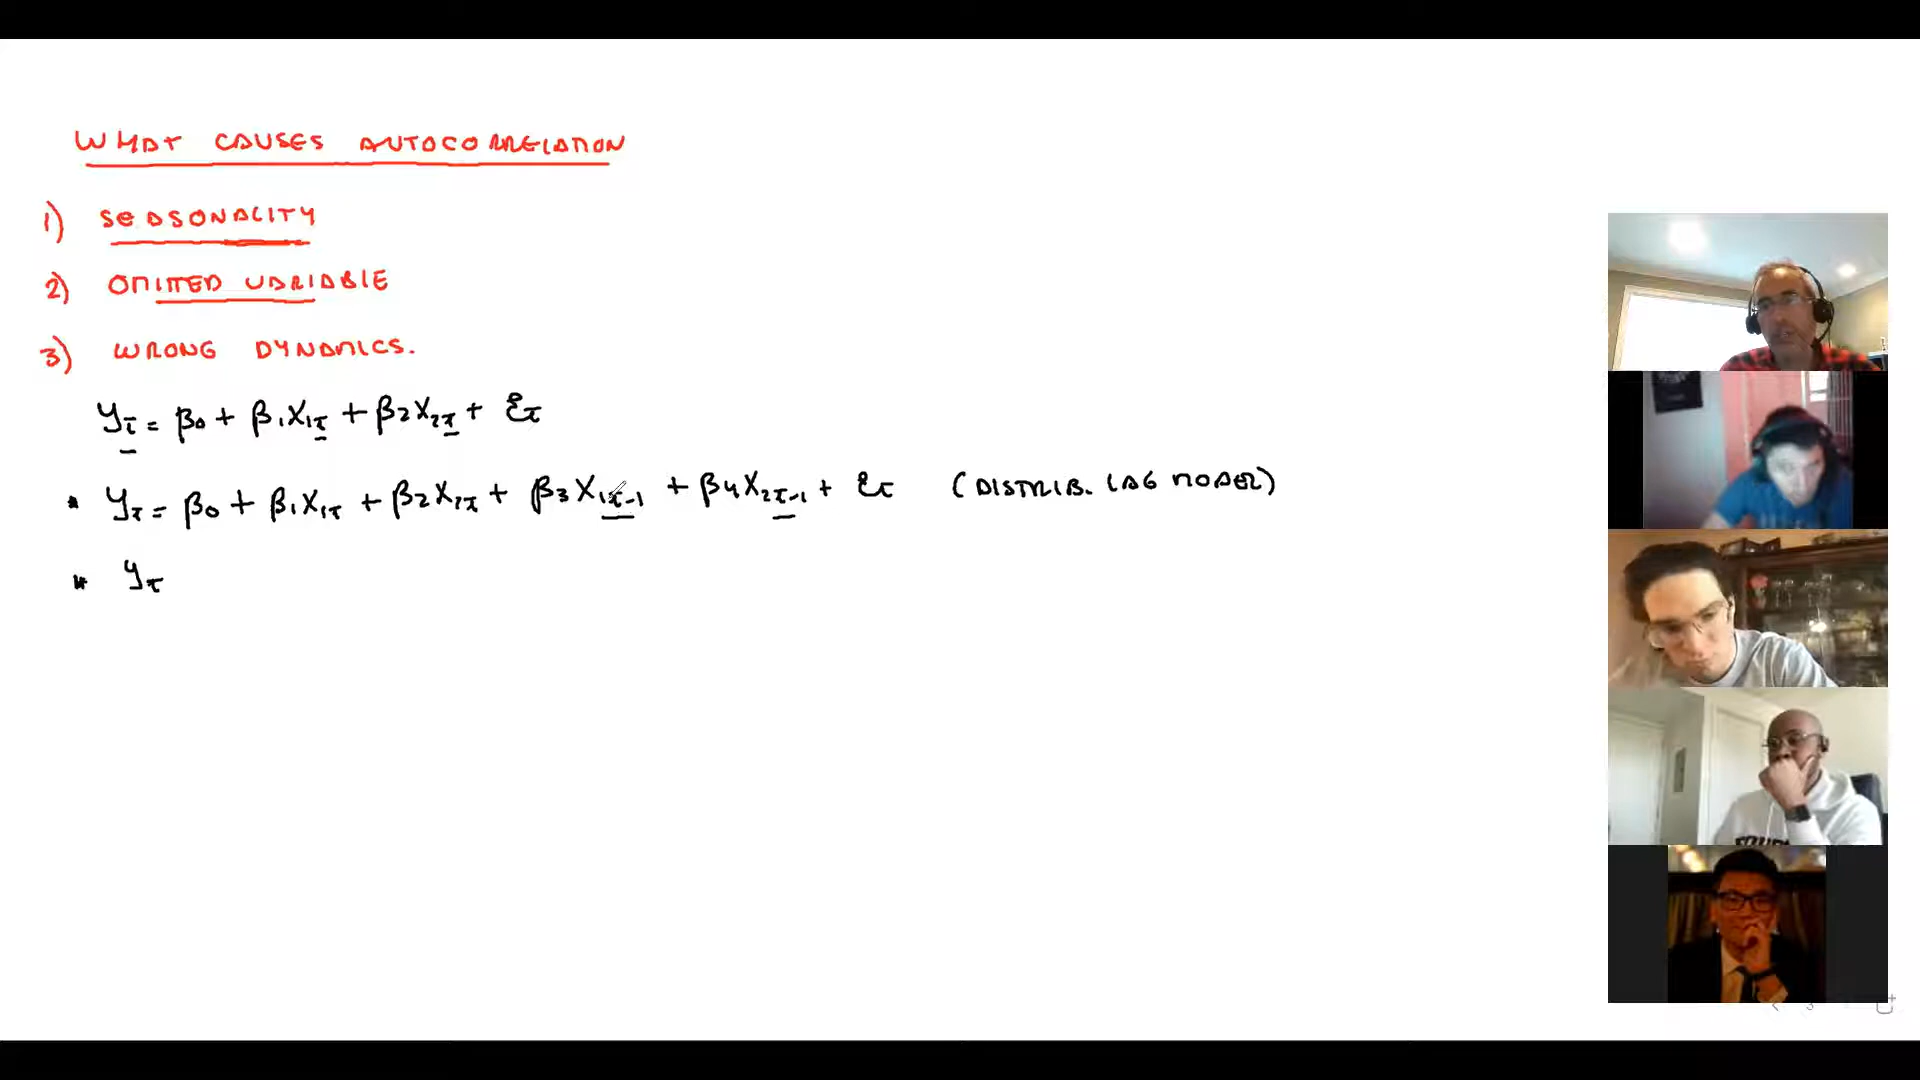 WHAT CAUSES AUTOCORRELATION
1) SEASONALITY
2) OMITTED VARIABLE
3) WRONG DYNAMICS.
yt = β0 + β1X1t + β2X2t + εt
* yt = β0 + β1X1t + β2X2t + β3X1t-1 + β4X2t-1 + εt (DISTRIB. LAG MODEL)
* yt
3